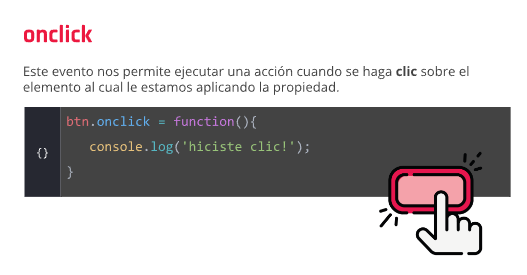 onclick
Este evento nos permite ejecutar una acción cuando se haga clic sobre el
elemento al cual le estamos aplicando la propiedad.
{}
btn.onclick = function(){
console.log('hiciste clic!');
}